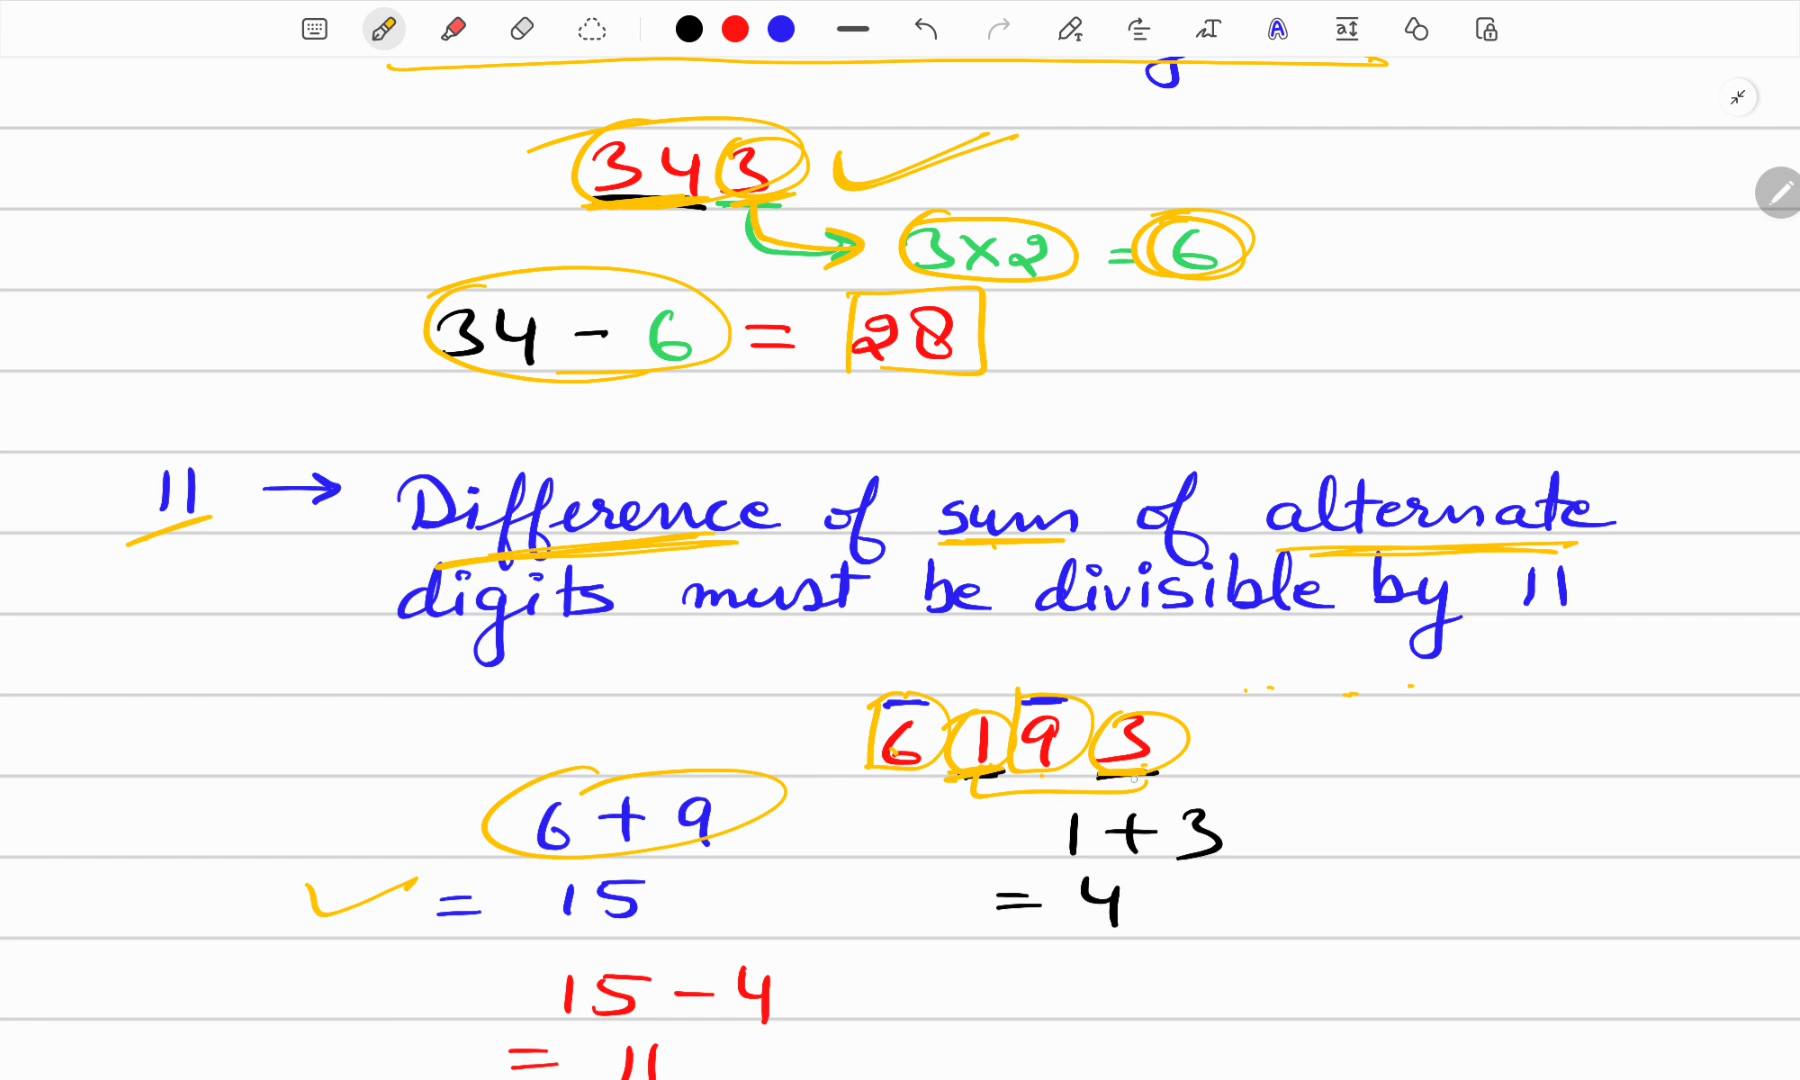 343
3×2 = 6
34 - 6 = 28
11 → Difference of sum of alternate
digits must be divisible by 11
6193
6 + 9
1 + 3
= 15
= 4
15 - 4
= 11